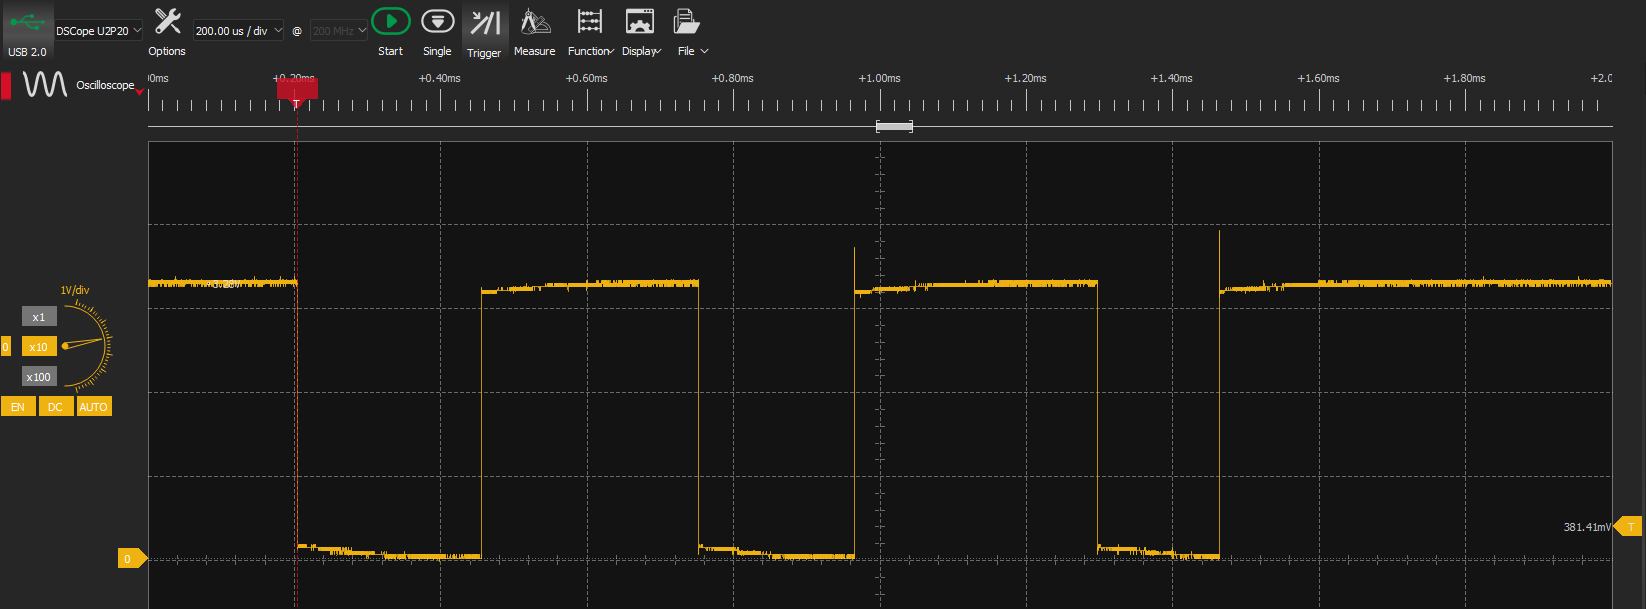 DSCope U2P20
200.00 us / div
@
200 MHz
USB 2.0
Options
Start
Single
Trigger
Measure
Function
Display
File
Oscilloscope
00ms
+0.20ms
+0.40ms
+0.60ms
+0.80ms
+1.00ms
+1.20ms
+1.40ms
+1.60ms
+1.80ms
+2.0
T
1V/div
x1
0
x10
x100
EN
DC
AUTO
381.41mV
T
0